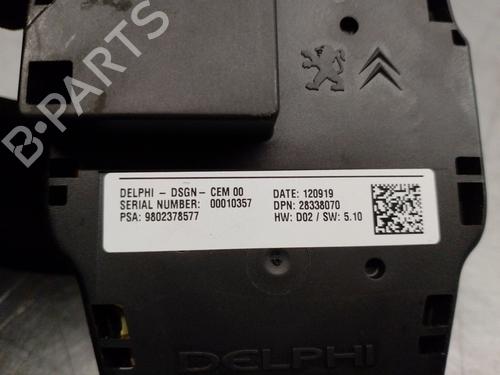 B-PARTS
DELPHI - DSGN - CEM 00
SERIAL NUMBER: 00010357
PSA: 9802378577
DATE: 120919
DPN: 28338070
HW: D02 / SW: 5.10
DELPHI